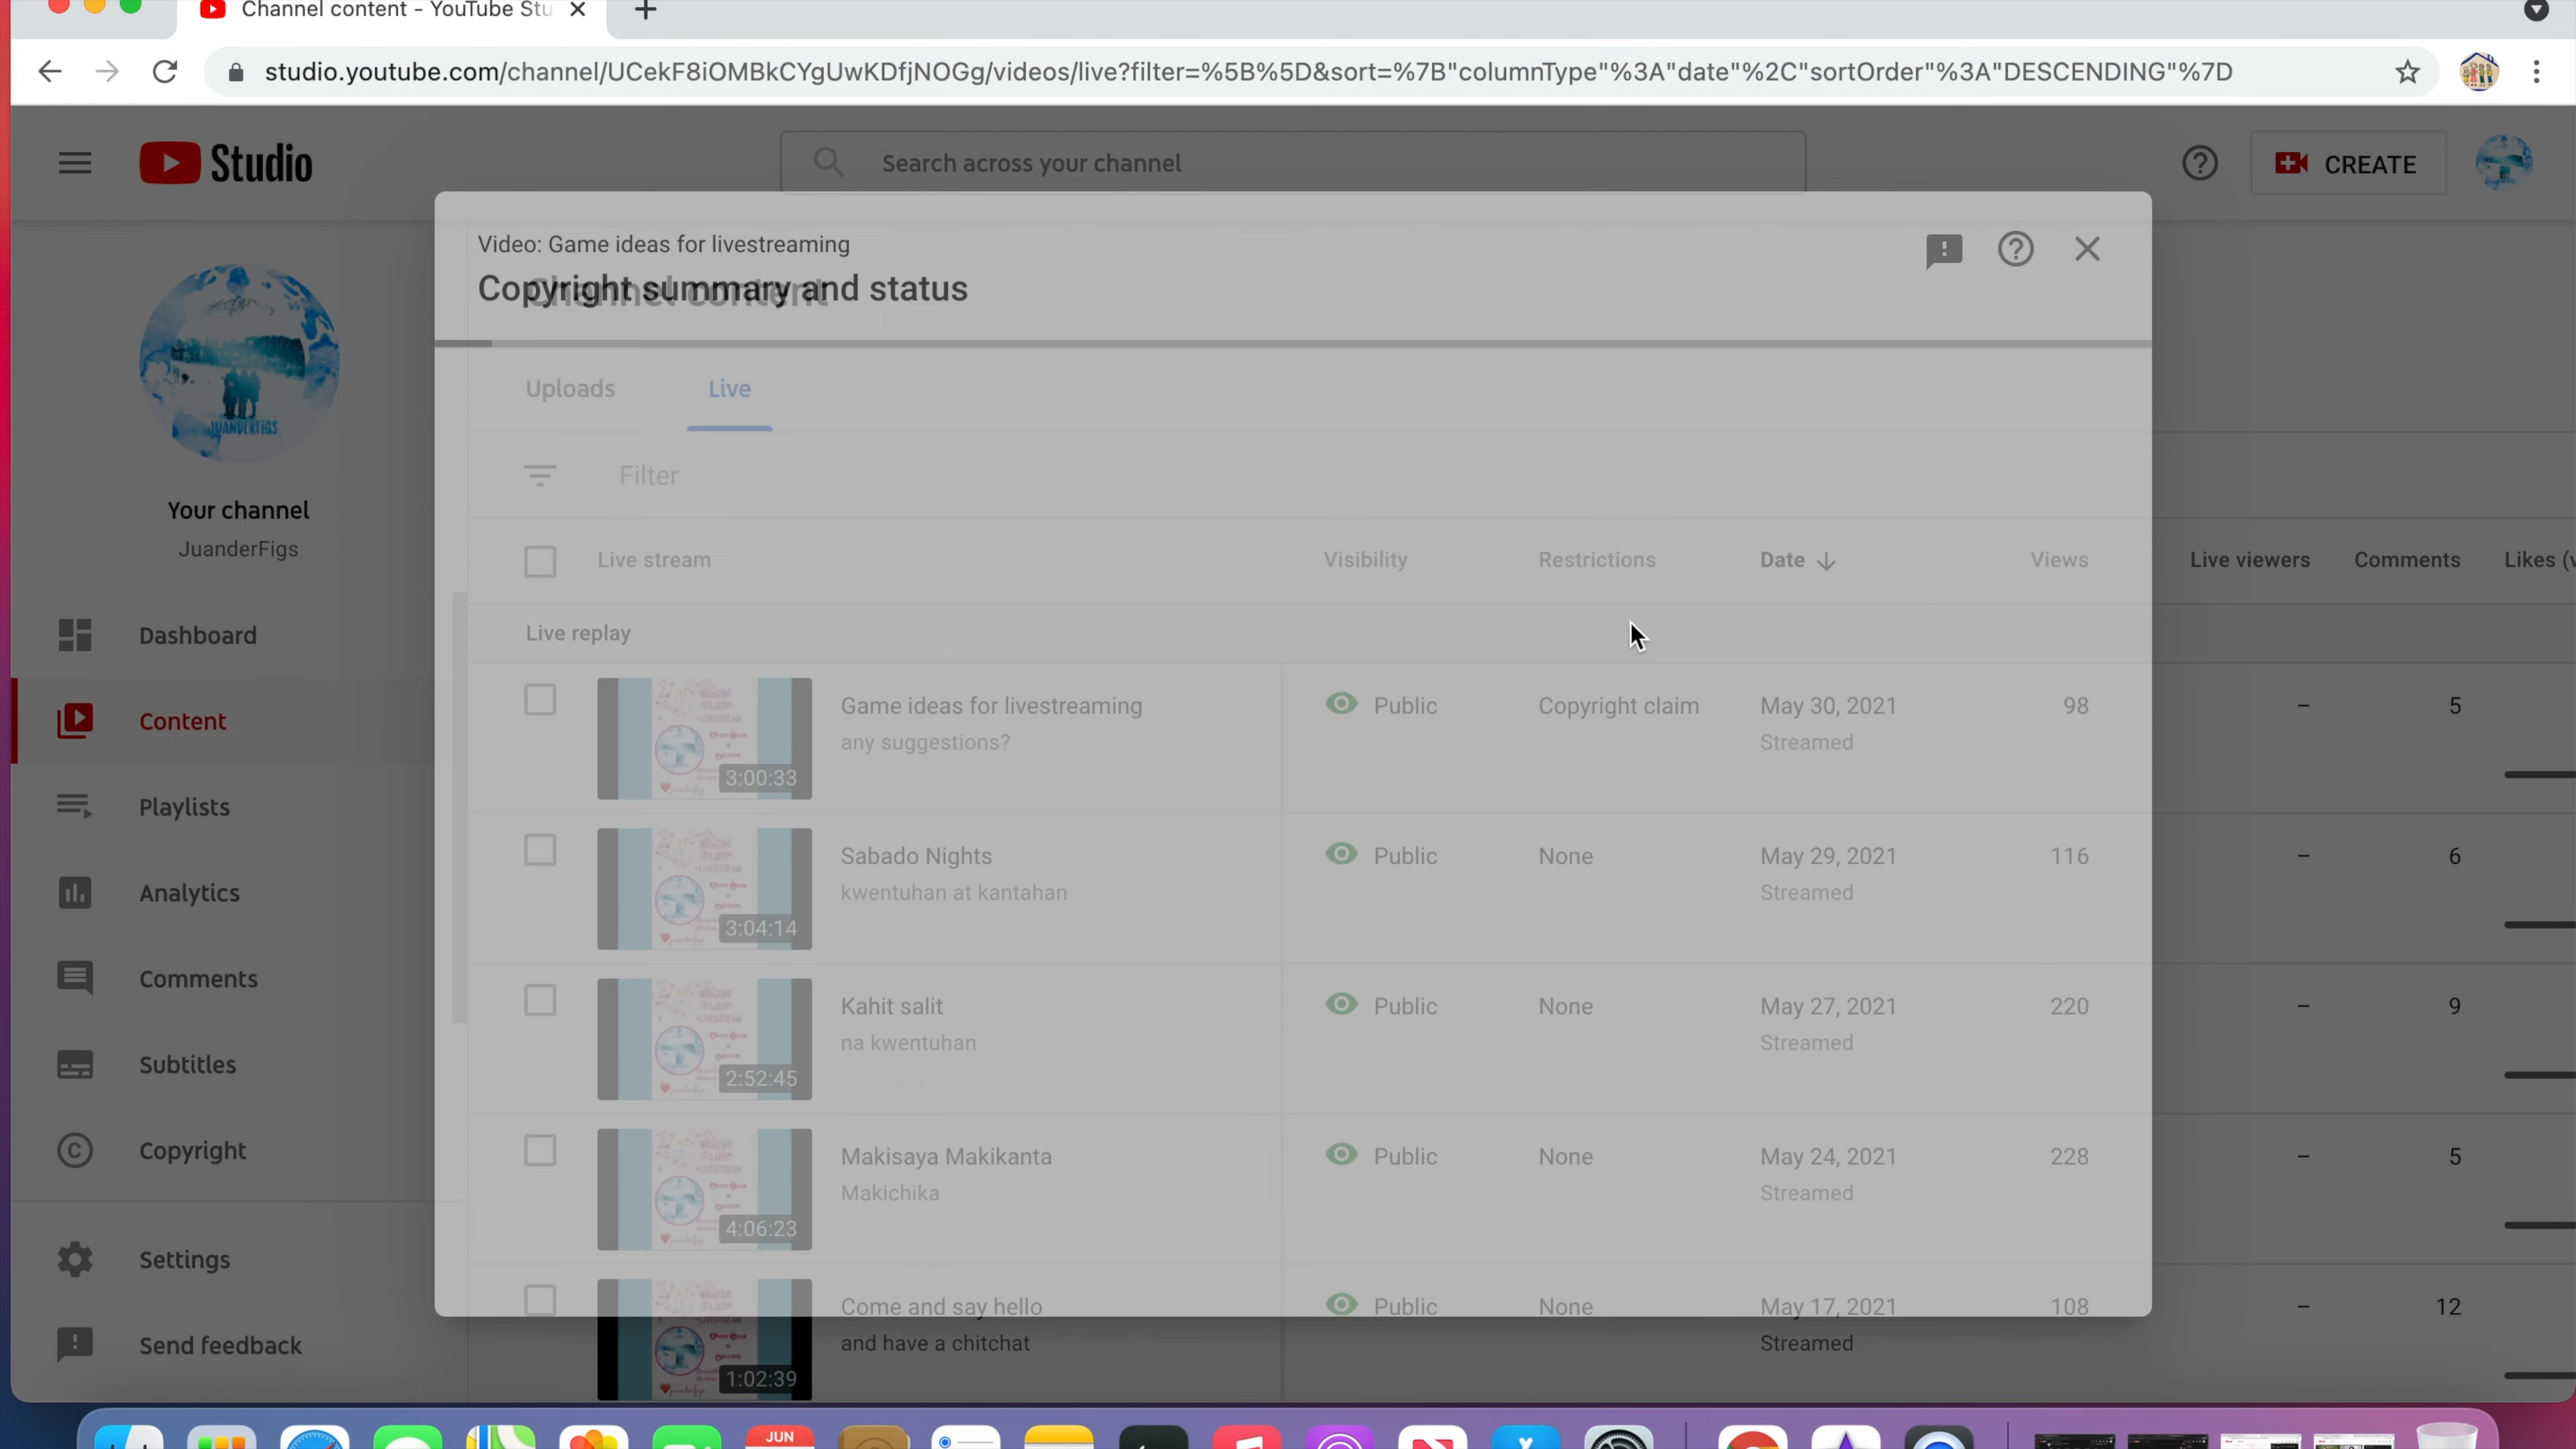 Channel content - YouTube Stu
studio.youtube.com/channel/UCekF8iOMBkCYgUwKDfjNOGg/videos/live?filter=%5B%5D&sort=%7B"columnType"%3A"date"%2C"sortOrder"%3A"DESCENDING"%7D
Studio
Search across your channel
CREATE
Video: Game ideas for livestreaming
Copyright summary and status
Channel content
JUANDERFIGS
Your channel
JuanderFigs
Dashboard
Content
Playlists
Analytics
Comments
Subtitles
Copyright
Settings
Send feedback
Uploads Live
Filter
Live stream Visibility Restrictions Date Views Live viewers Comments Likes (v
Live replay
Game ideas for livestreaming Public Copyright claim May 30, 2021 98 – 5
any suggestions? Streamed
3:00:33
Sabado Nights Public None May 29, 2021 116 – 6
kwentuhan at kantahan Streamed
3:04:14
Kahit salit Public None May 27, 2021 220 – 9
na kwentuhan Streamed
2:52:45
Makisaya Makikanta Public None May 24, 2021 228 – 5
Makichika Streamed
4:06:23
Come and say hello Public None May 17, 2021 108 – 12
and have a chitchat Streamed
1:02:39
JUN